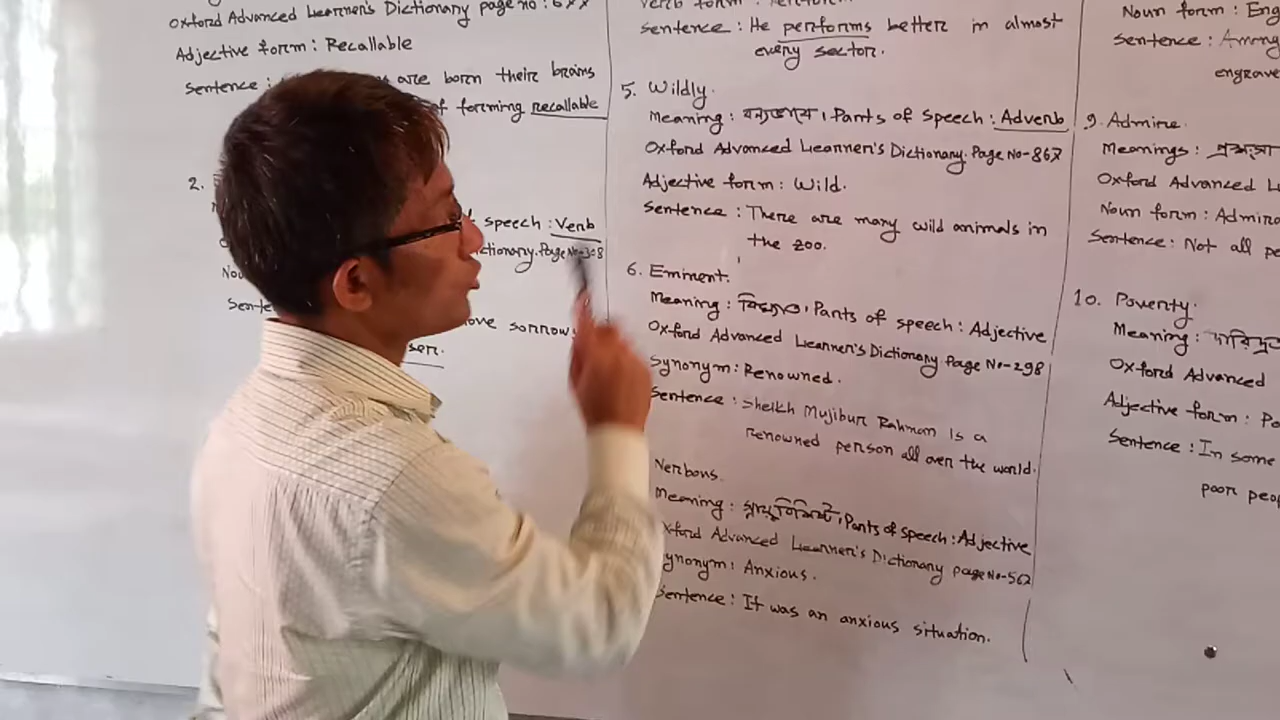 Oxford Advanced Learner's Dictionary page no :
Adjective form : Recallable
Sentence : are born their brains
of forming recallable
2.
speech : Verb
Dictionary. Page No-308
Sente
love sorrow
sen.
Sentence : He performs better in almost
every sector.
5. Wildly.
Meaning : বন্যভাবে, Parts of Speech : Adverb
Oxford Advanced Learner's Dictionary. Page No-867
Adjective form : Wild.
Sentence : There are many wild animals in
the zoo.
6. Eminent.
Meaning : বিখ্যাত, Parts of speech : Adjective
Oxford Advanced Learner's Dictionary Page No-298
Synonym : Renowned.
Sentence : Sheikh Mujibur Rahman is a
renowned person all over the world.
Nerbous.
Meaning : স্নায়ুবিশিষ্ট, Parts of Speech : Adjective
Oxford Advanced Learner's Dictionary page No-562
Synonym : Anxious.
Sentence : It was an anxious situation.
Noun form : Eng
Sentence : Among
engrave
9. Admire.
Meanings : প্রশংসা
Oxford Advanced L
Noun form : Admira
Sentence : Not all pe
10. Poverty.
Meaning : দারিদ্র
Oxford Advanced
Adjective form : Po
Sentence : In some
poor peop